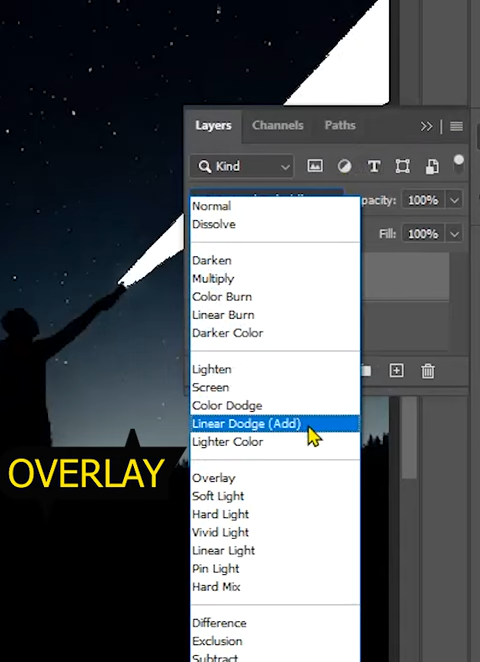 Layers Channels Paths
Kind
Opacity: 100%
Normal
Dissolve
Fill: 100%
Darken
Multiply
Color Burn
Linear Burn
Darker Color
Lighten
Screen
Color Dodge
Linear Dodge (Add)
Lighter Color
OVERLAY
Overlay
Soft Light
Hard Light
Vivid Light
Linear Light
Pin Light
Hard Mix
Difference
Exclusion
Subtract